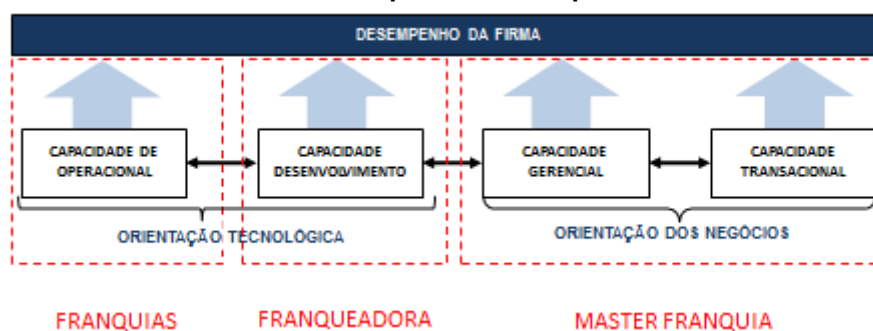 DESEMPENHO DA FIRMA
CAPACIDADE DE
OPERACIONAL
CAPACIDADE
DESENVOLVIMENTO
CAPACIDADE
GERENCIAL
CAPACIDADE
TRANSACIONAL
ORIENTAÇÃO TECNOLÓGICA
ORIENTAÇÃO DOS NEGÓCIOS
FRANQUIAS
FRANQUEADORA
MASTER FRANQUIA